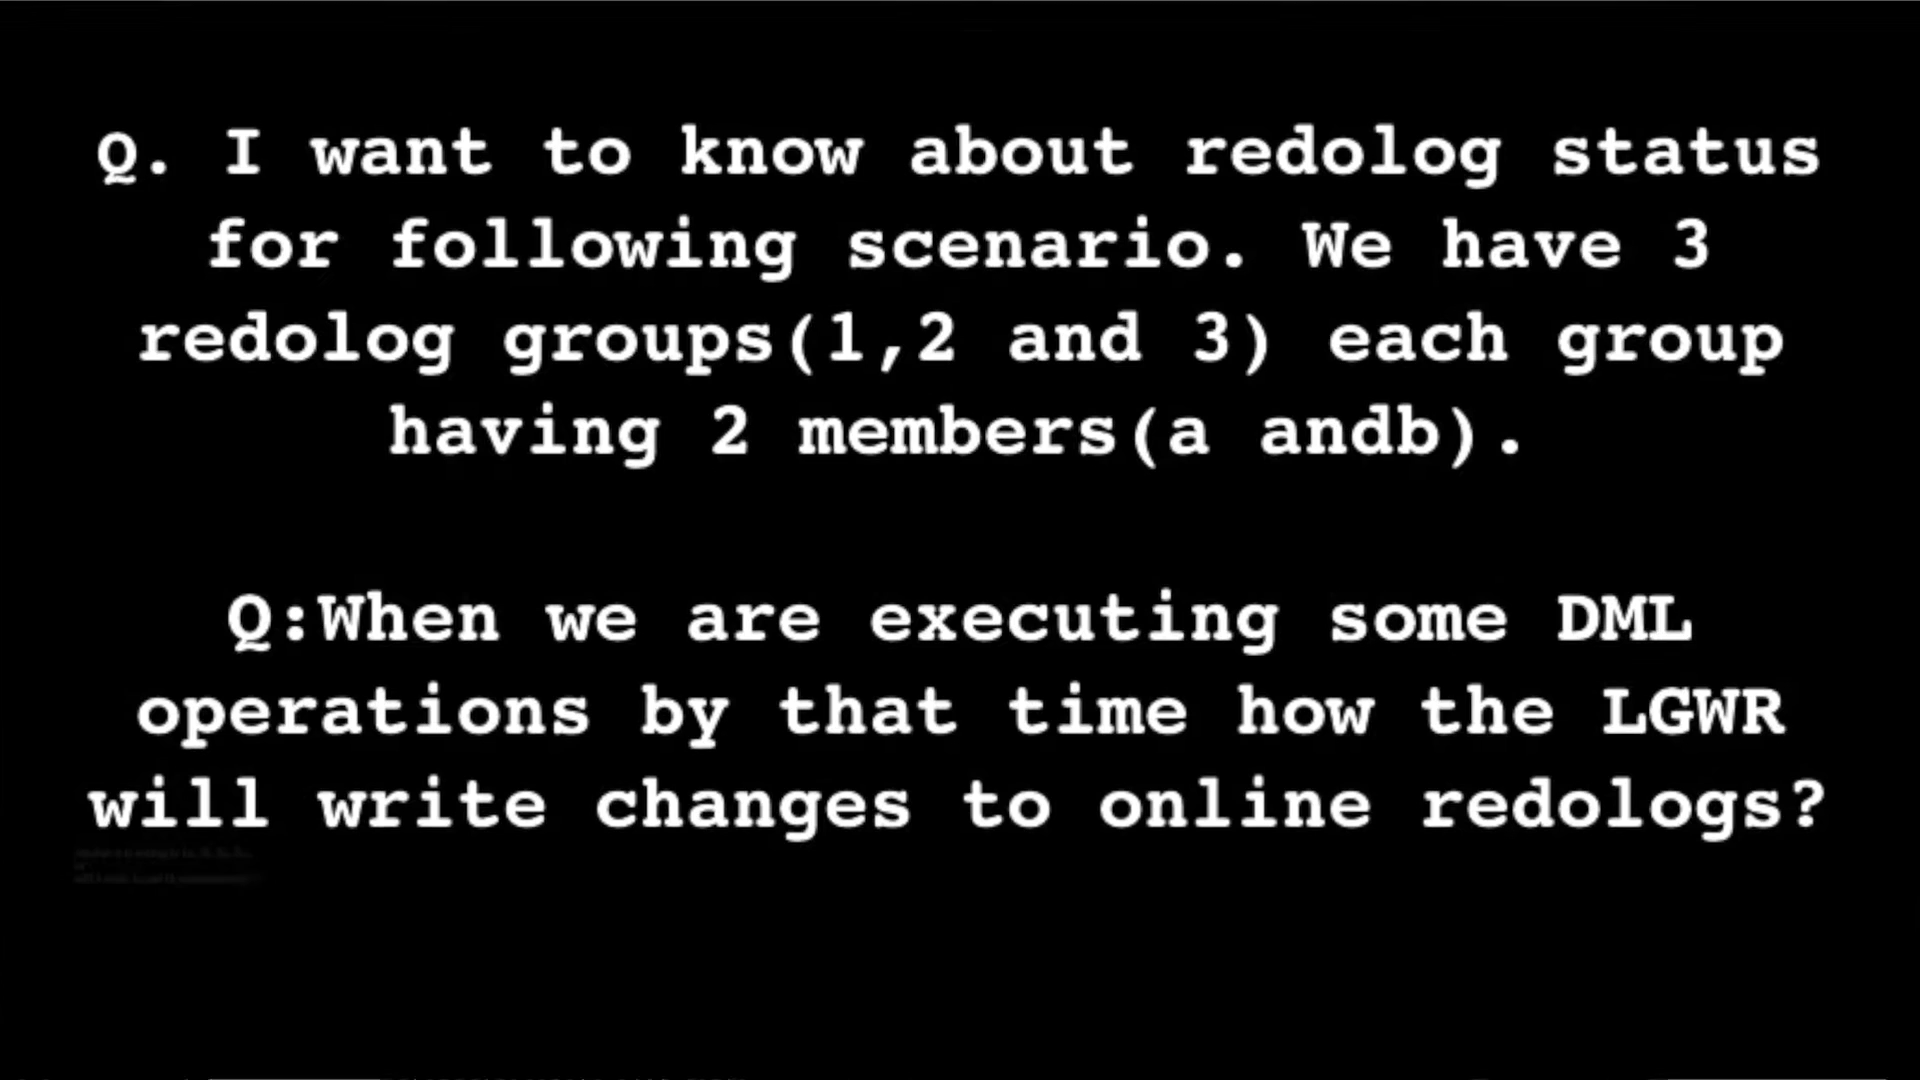 Q. I want to know about redolog status
for following scenario. We have 3
redolog groups(1,2 and 3) each group
having 2 members(a andb).
Q:When we are executing some DML
operations by that time how the LGWR
will write changes to online redologs?